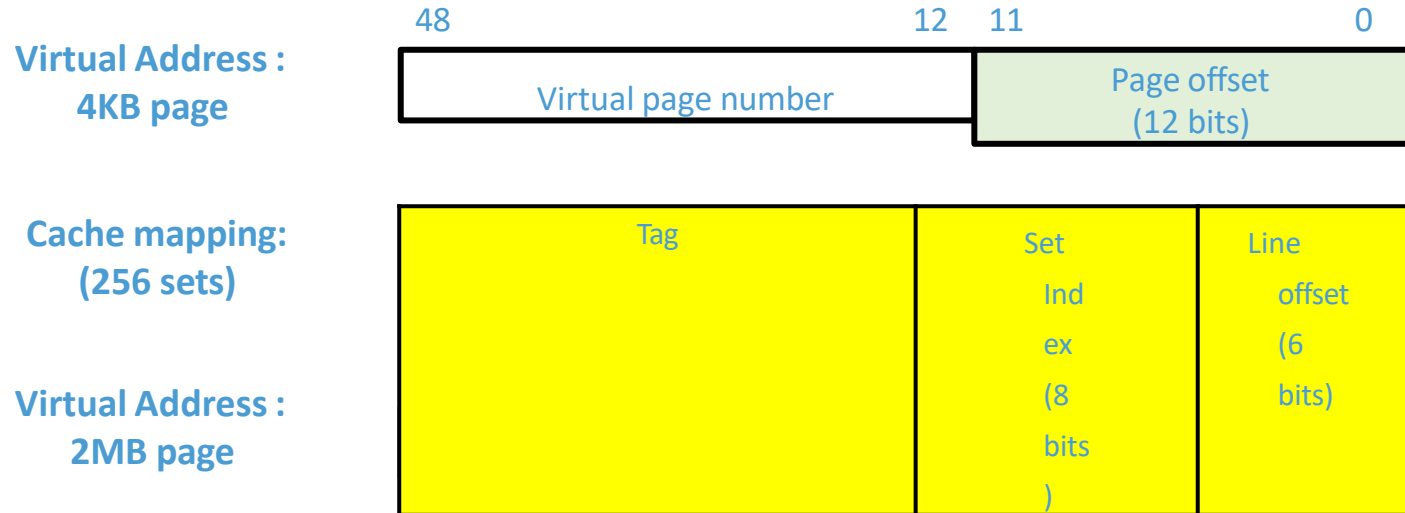 48 12 11 0
Virtual Address :
4KB page
Virtual page number
Page offset
(12 bits)
Cache mapping:
(256 sets)
Tag
Set
Ind
ex
(8
bits
)
Line
offset
(6
bits)
Virtual Address :
2MB page